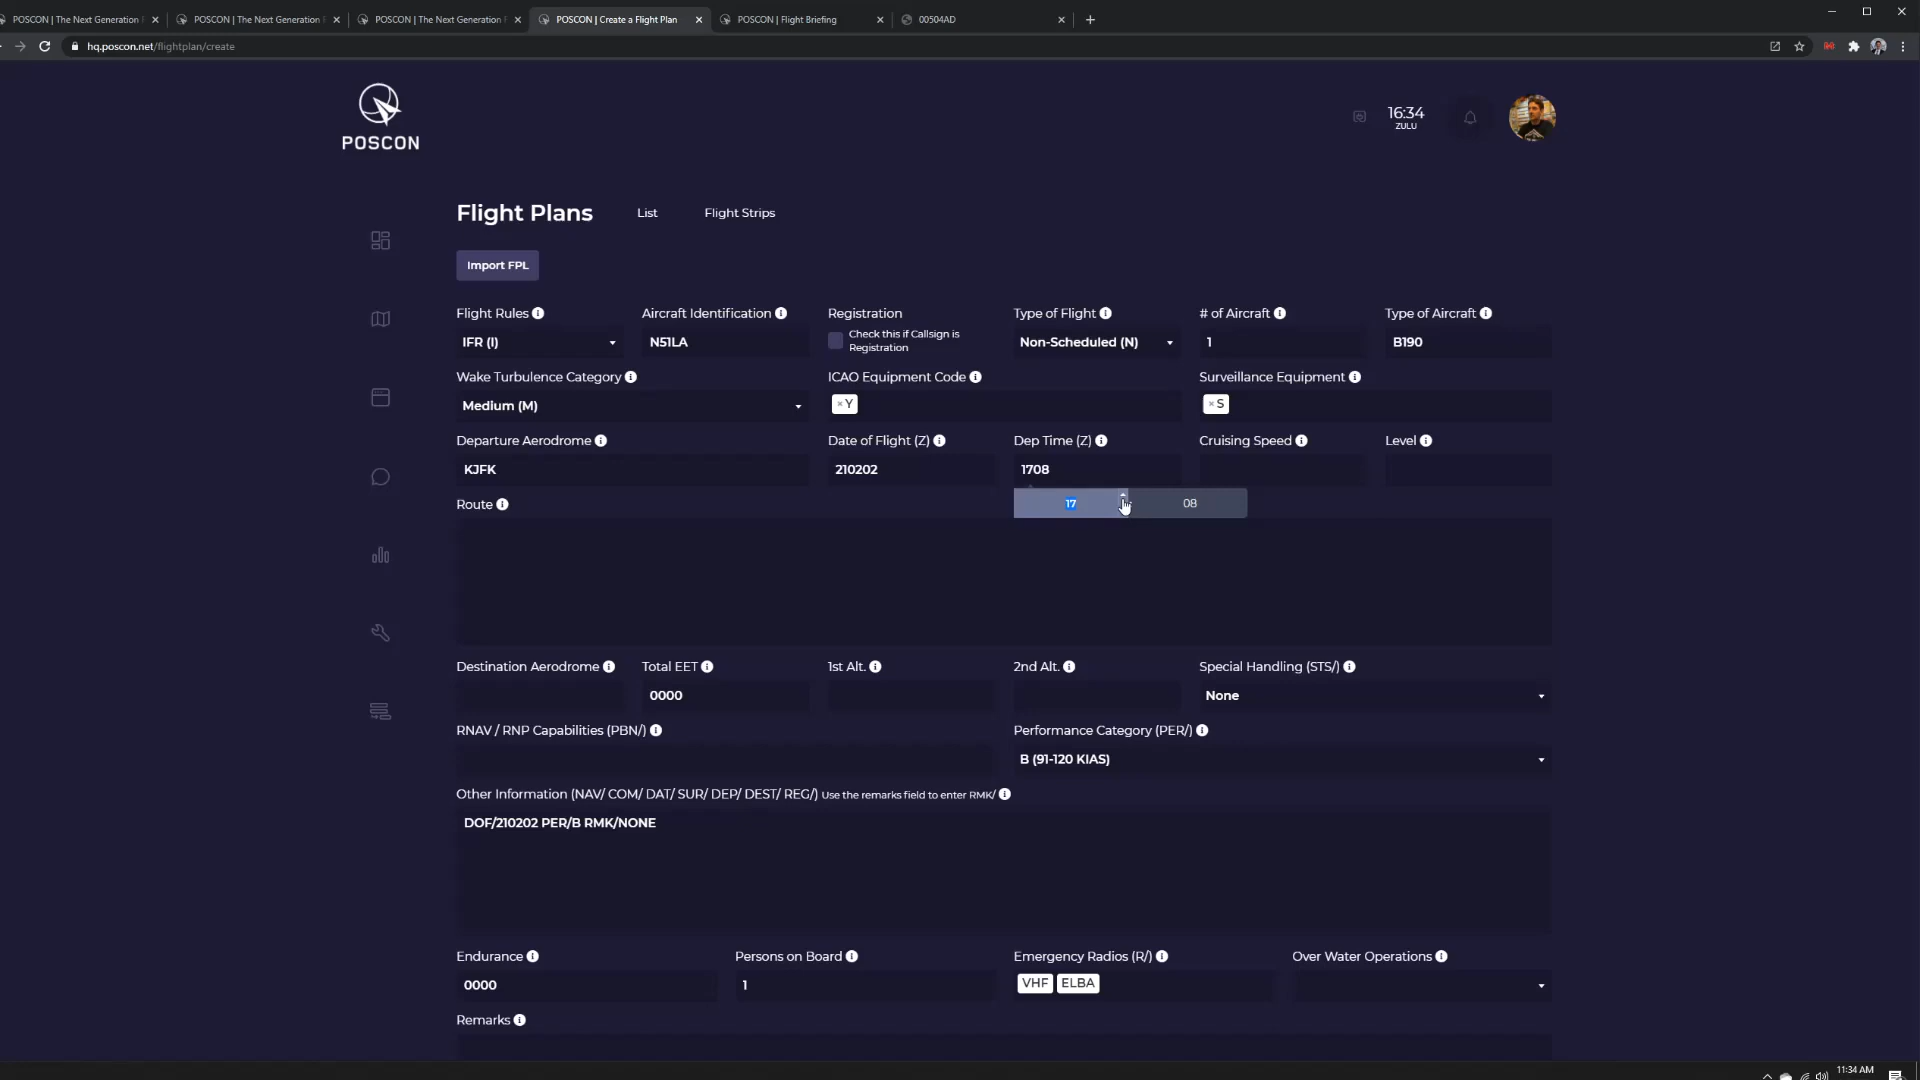 POSCON | The Next Generation F
POSCON | The Next Generation F
POSCON | The Next Generation F
POSCON | Create a Flight Plan
POSCON | Flight Briefing
00504AD
hq.poscon.net/flightplan/create
POSCON
16:34
ZULU
Flight Plans
List
Flight Strips
Import FPL
Flight Rules
Aircraft Identification
Registration
Type of Flight
# of Aircraft
Type of Aircraft
IFR (I)
N51LA
Check this if Callsign is
Registration
Non-Scheduled (N)
1
B190
Wake Turbulence Category
ICAO Equipment Code
Surveillance Equipment
Medium (M)
×Y
×S
Departure Aerodrome
Date of Flight (Z)
Dep Time (Z)
Cruising Speed
Level
KJFK
210202
1708
Route
17
08
Destination Aerodrome
Total EET
1st Alt.
2nd Alt.
Special Handling (STS/)
0000
None
RNAV / RNP Capabilities (PBN/)
Performance Category (PER/)
B (91-120 KIAS)
Other Information (NAV/ COM/ DAT/ SUR/ DEP/ DEST/ REG/) Use the remarks field to enter RMK/
DOF/210202 PER/B RMK/NONE
Endurance
Persons on Board
Emergency Radios (R/)
Over Water Operations
0000
1
VHF
ELBA
Remarks
11:34 AM